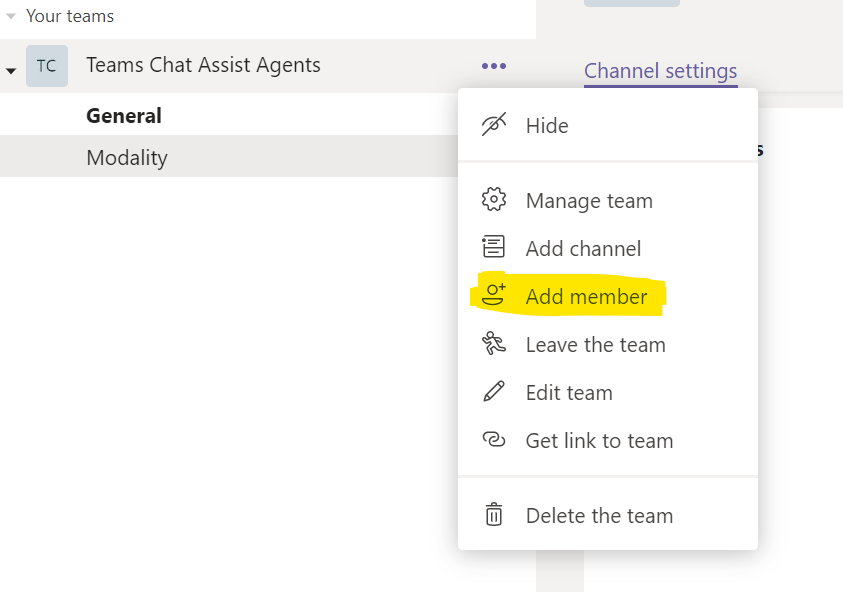 Your teams
TC
Teams Chat Assist Agents
Channel settings
General
Modality
Hide
Manage team
Add channel
Add member
Leave the team
Edit team
Get link to team
Delete the team